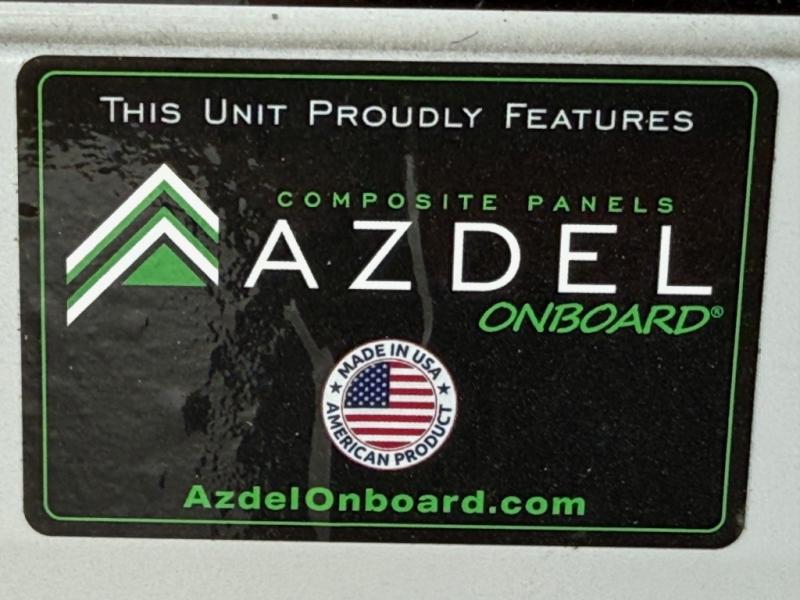 This Unit Proudly Features
COMPOSITE PANELS
AZDEL
ONBOARD®
MADE IN USA
AMERICAN PRODUCT
AzdelOnboard.com